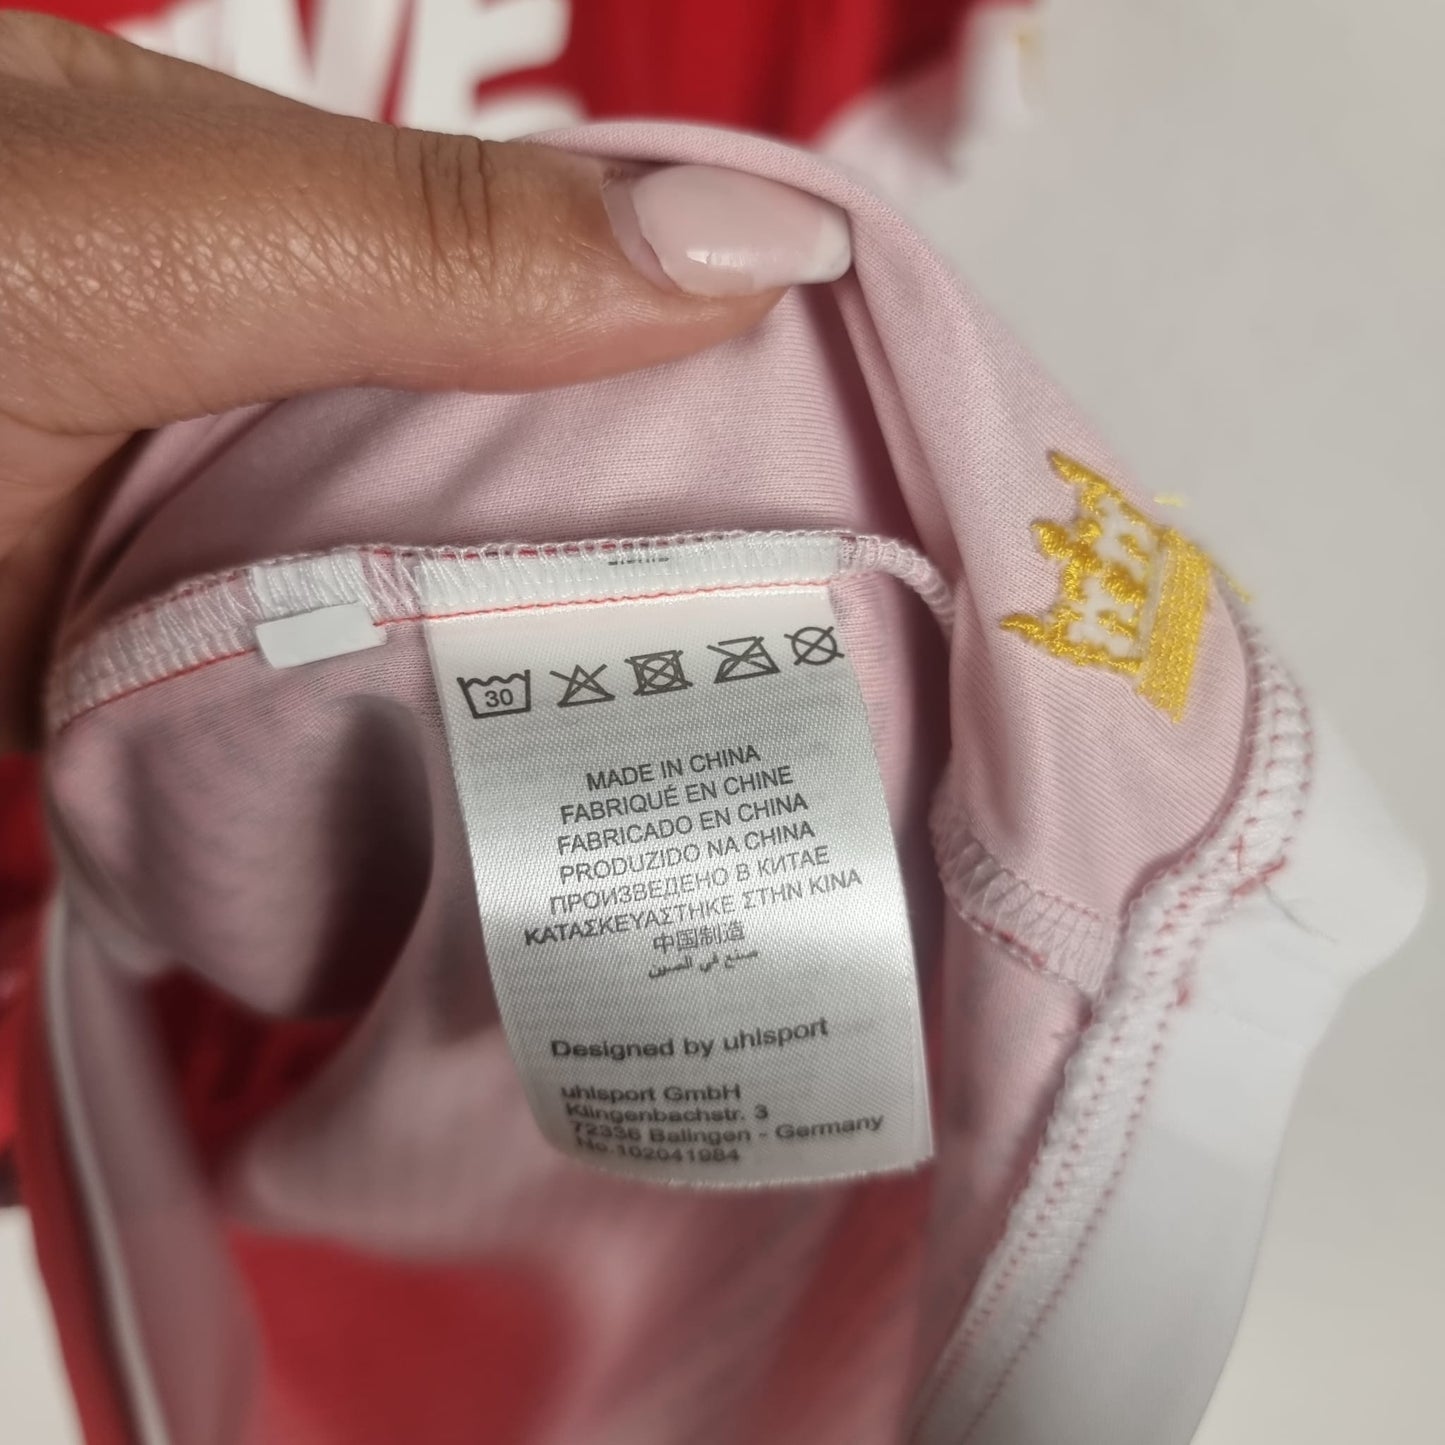 VE
30
MADE IN CHINA
FABRIQUÉ EN CHINE
FABRICADO EN CHINA
PRODUZIDO NA CHINA
ПРОИЗВЕДЕНО В КИТАЕ
ΚΑΤΑΣΚΕΥΑΣΤΗΚΕ ΣΤΗΝ ΚΙΝΑ
中国制造
صنع في الصين
Designed by uhlsport
uhlsport GmbH
Klingenbachstr. 3
72336 Balingen - Germany
No.102041984